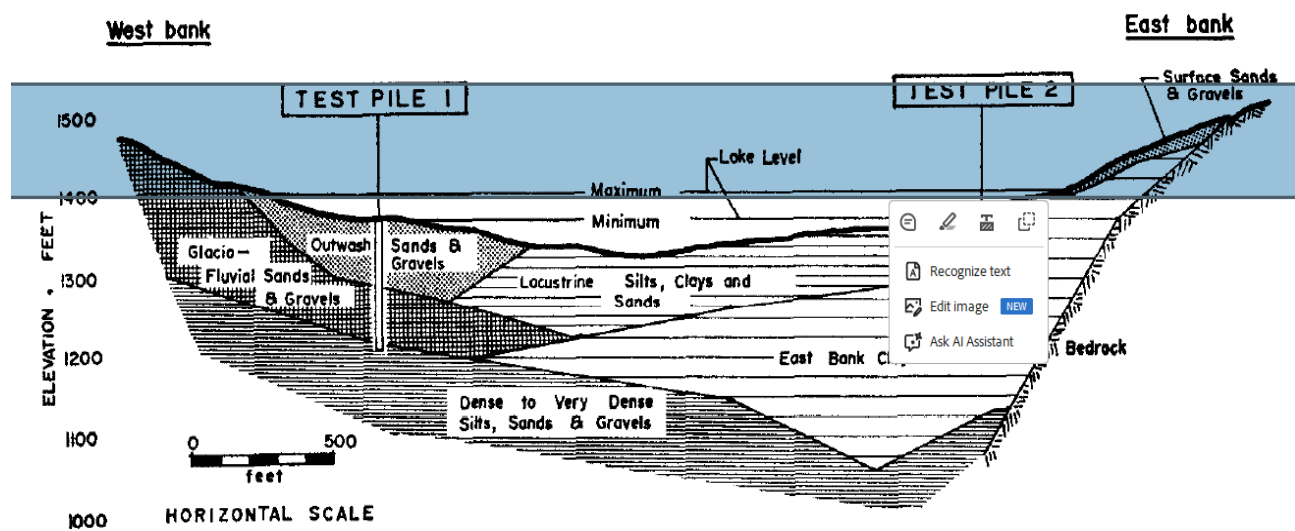 West bank
East bank
TEST PILE 1
TEST PILE 2
Surface Sands
& Gravels
1500
Lake Level
Maximum
1400
Minimum
Outwash Sands &
Gravels
Glacio-
Fluvial Sands
& Gravels
1300
Lacustrine Silts, Clays and
Sands
Recognize text
Edit image NEW
Ask AI Assistant
ELEVATION, FEET
1200
East Bank
Bedrock
Dense to Very Dense
Silts, Sands & Gravels
1100
0 500
feet
HORIZONTAL SCALE
1000